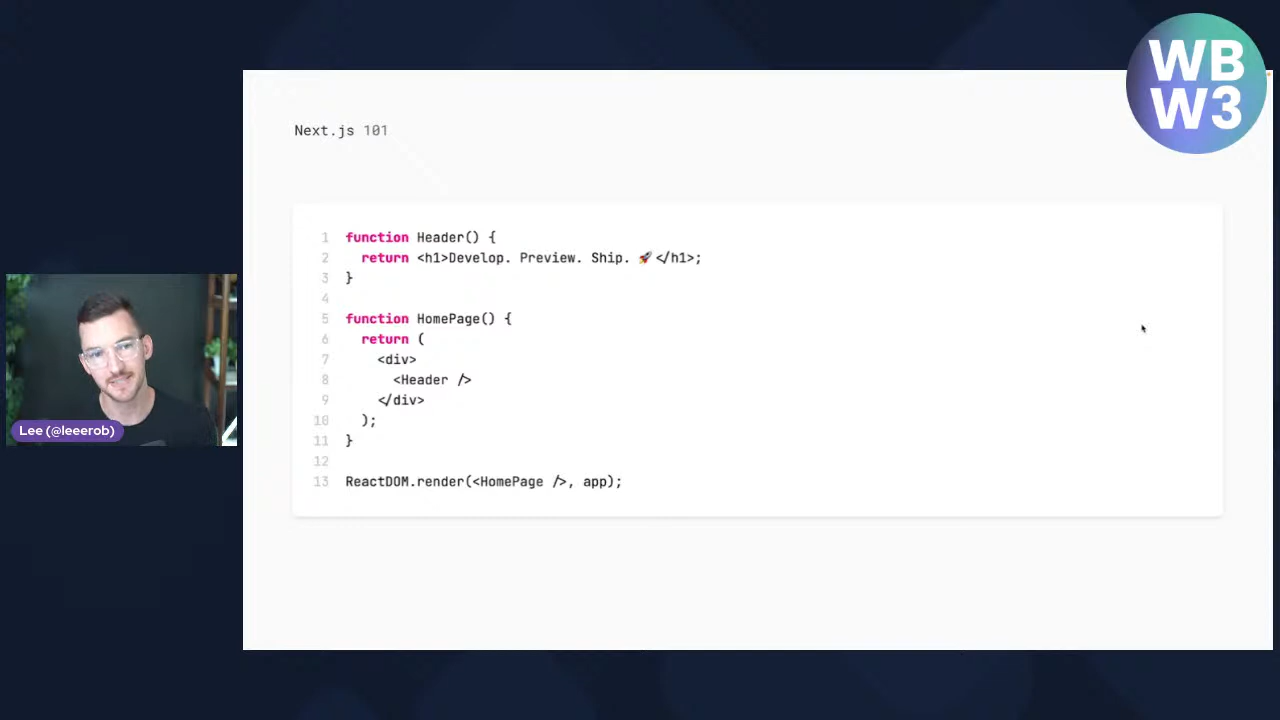 WB
W3
Next.js 101
1 function Header() {
2   return <h1>Develop. Preview. Ship. 🚀</h1>;
3 }
4
5 function HomePage() {
6   return (
7     <div>
8       <Header />
9     </div>
10   );
11 }
12
13 ReactDOM.render(<HomePage />, app);
Lee (@leeerob)